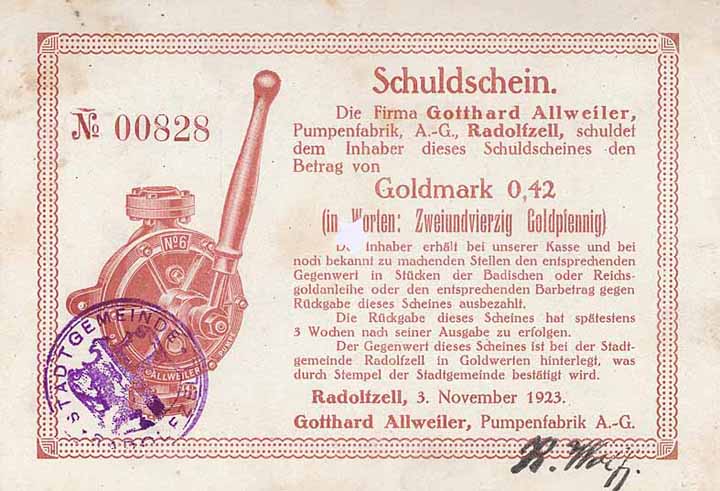 Schuldschein.
№ 00828
Die Firma Gotthard Allweiler,
Pumpenfabrik, A.-G., Radolfzell, schuldet
dem Inhaber dieses Schuldscheines den
Betrag von
Goldmark 0,42
(in Worten: Zweiundvierzig Goldpfennig)
Inhaber erhält bei unserer Kasse und bei
noch bekannt zu machenden Stellen den entsprechenden
Gegenwert in Stücken der Badischen oder Reichs-
goldanleihe oder den entsprechenden Barbetrag gegen
Rückgabe dieses Scheines ausbezahlt.
Die Rückgabe dieses Scheines hat spätestens
3 Wochen nach seiner Ausgabe zu erfolgen.
Der Gegenwert dieses Scheines ist bei der Stadt-
gemeinde Radolfzell in Goldwerten hinterlegt, was
durch Stempel der Stadtgemeinde bestätigt wird.
Radolfzell, 3. November 1923.
Gotthard Allweiler, Pumpenfabrik A.-G.
№6
ALLWEILER
STADTGEMEINDE